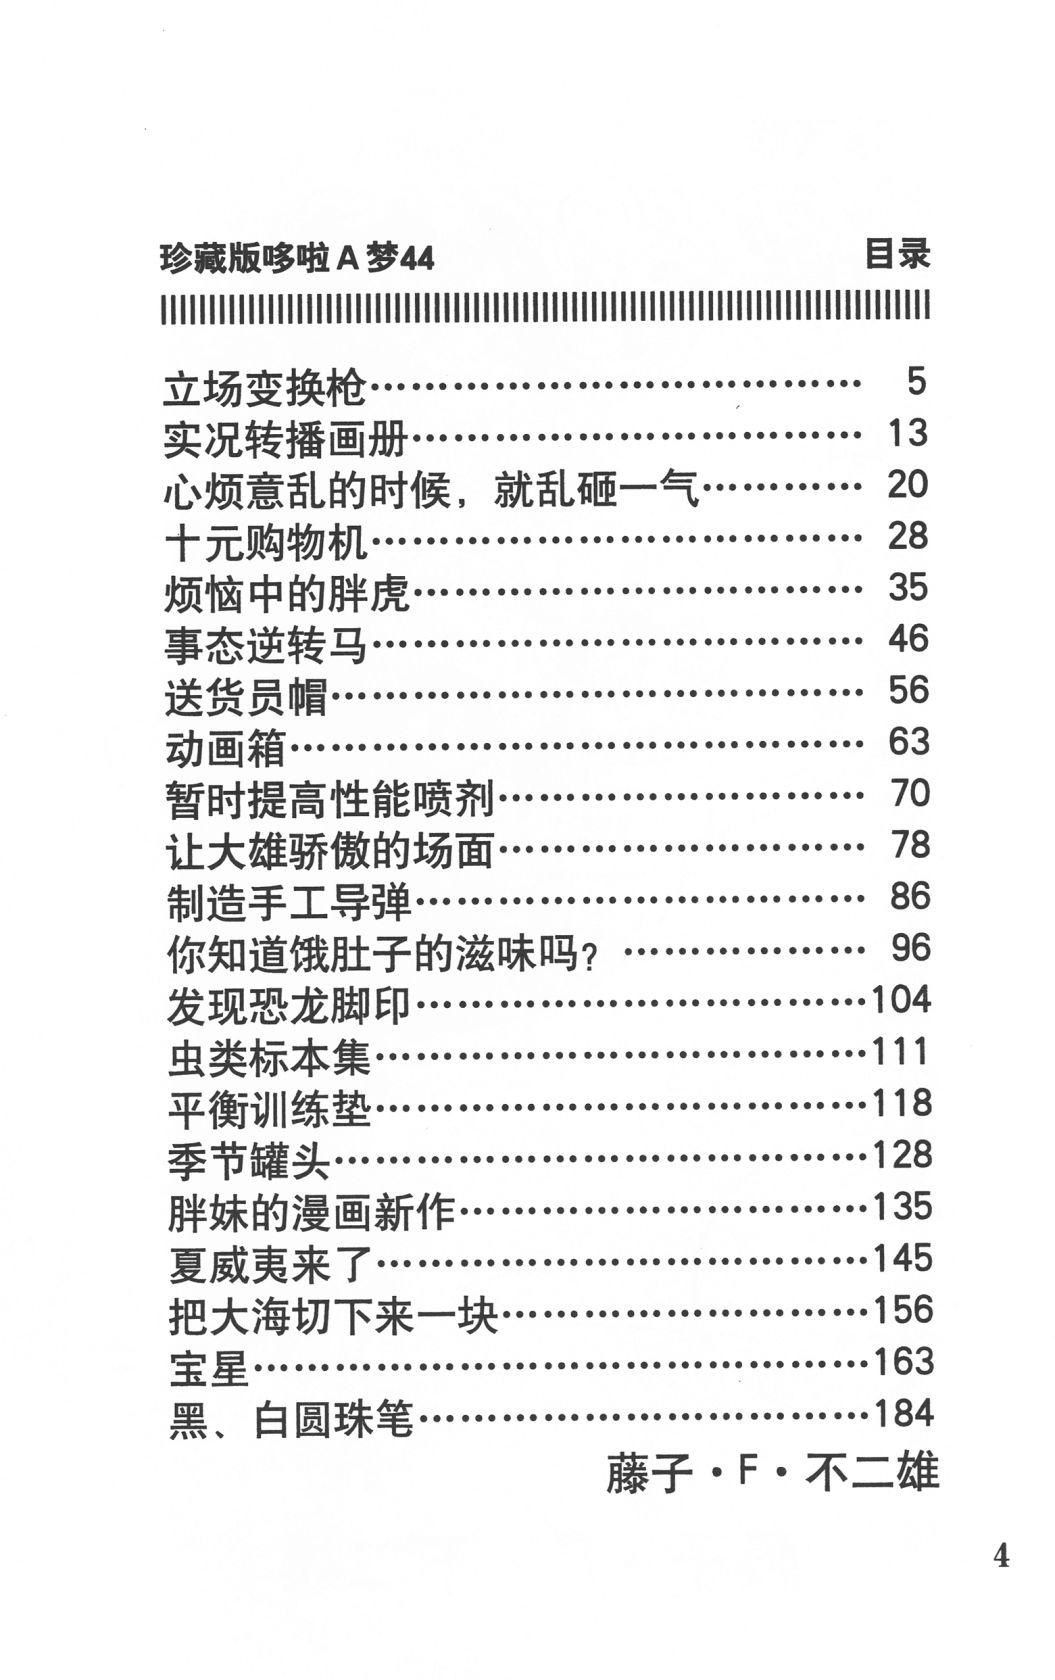 珍藏版哆啦A梦44 目录
立场变换枪……………………………… 5
实况转播画册…………………………… 13
心烦意乱的时候，就乱砸一气………… 20
十元购物机……………………………… 28
烦恼中的胖虎…………………………… 35
事态逆转马……………………………… 46
送货员帽………………………………… 56
动画箱…………………………………… 63
暂时提高性能喷剂……………………… 70
让大雄骄傲的场面……………………… 78
制造手工导弹…………………………… 86
你知道饿肚子的滋味吗？……………… 96
发现恐龙脚印……………………………104
虫类标本集………………………………111
平衡训练垫………………………………118
季节罐头…………………………………128
胖妹的漫画新作…………………………135
夏威夷来了………………………………145
把大海切下来一块………………………156
宝星………………………………………163
黑、白圆珠笔……………………………184
藤子·F·不二雄
4